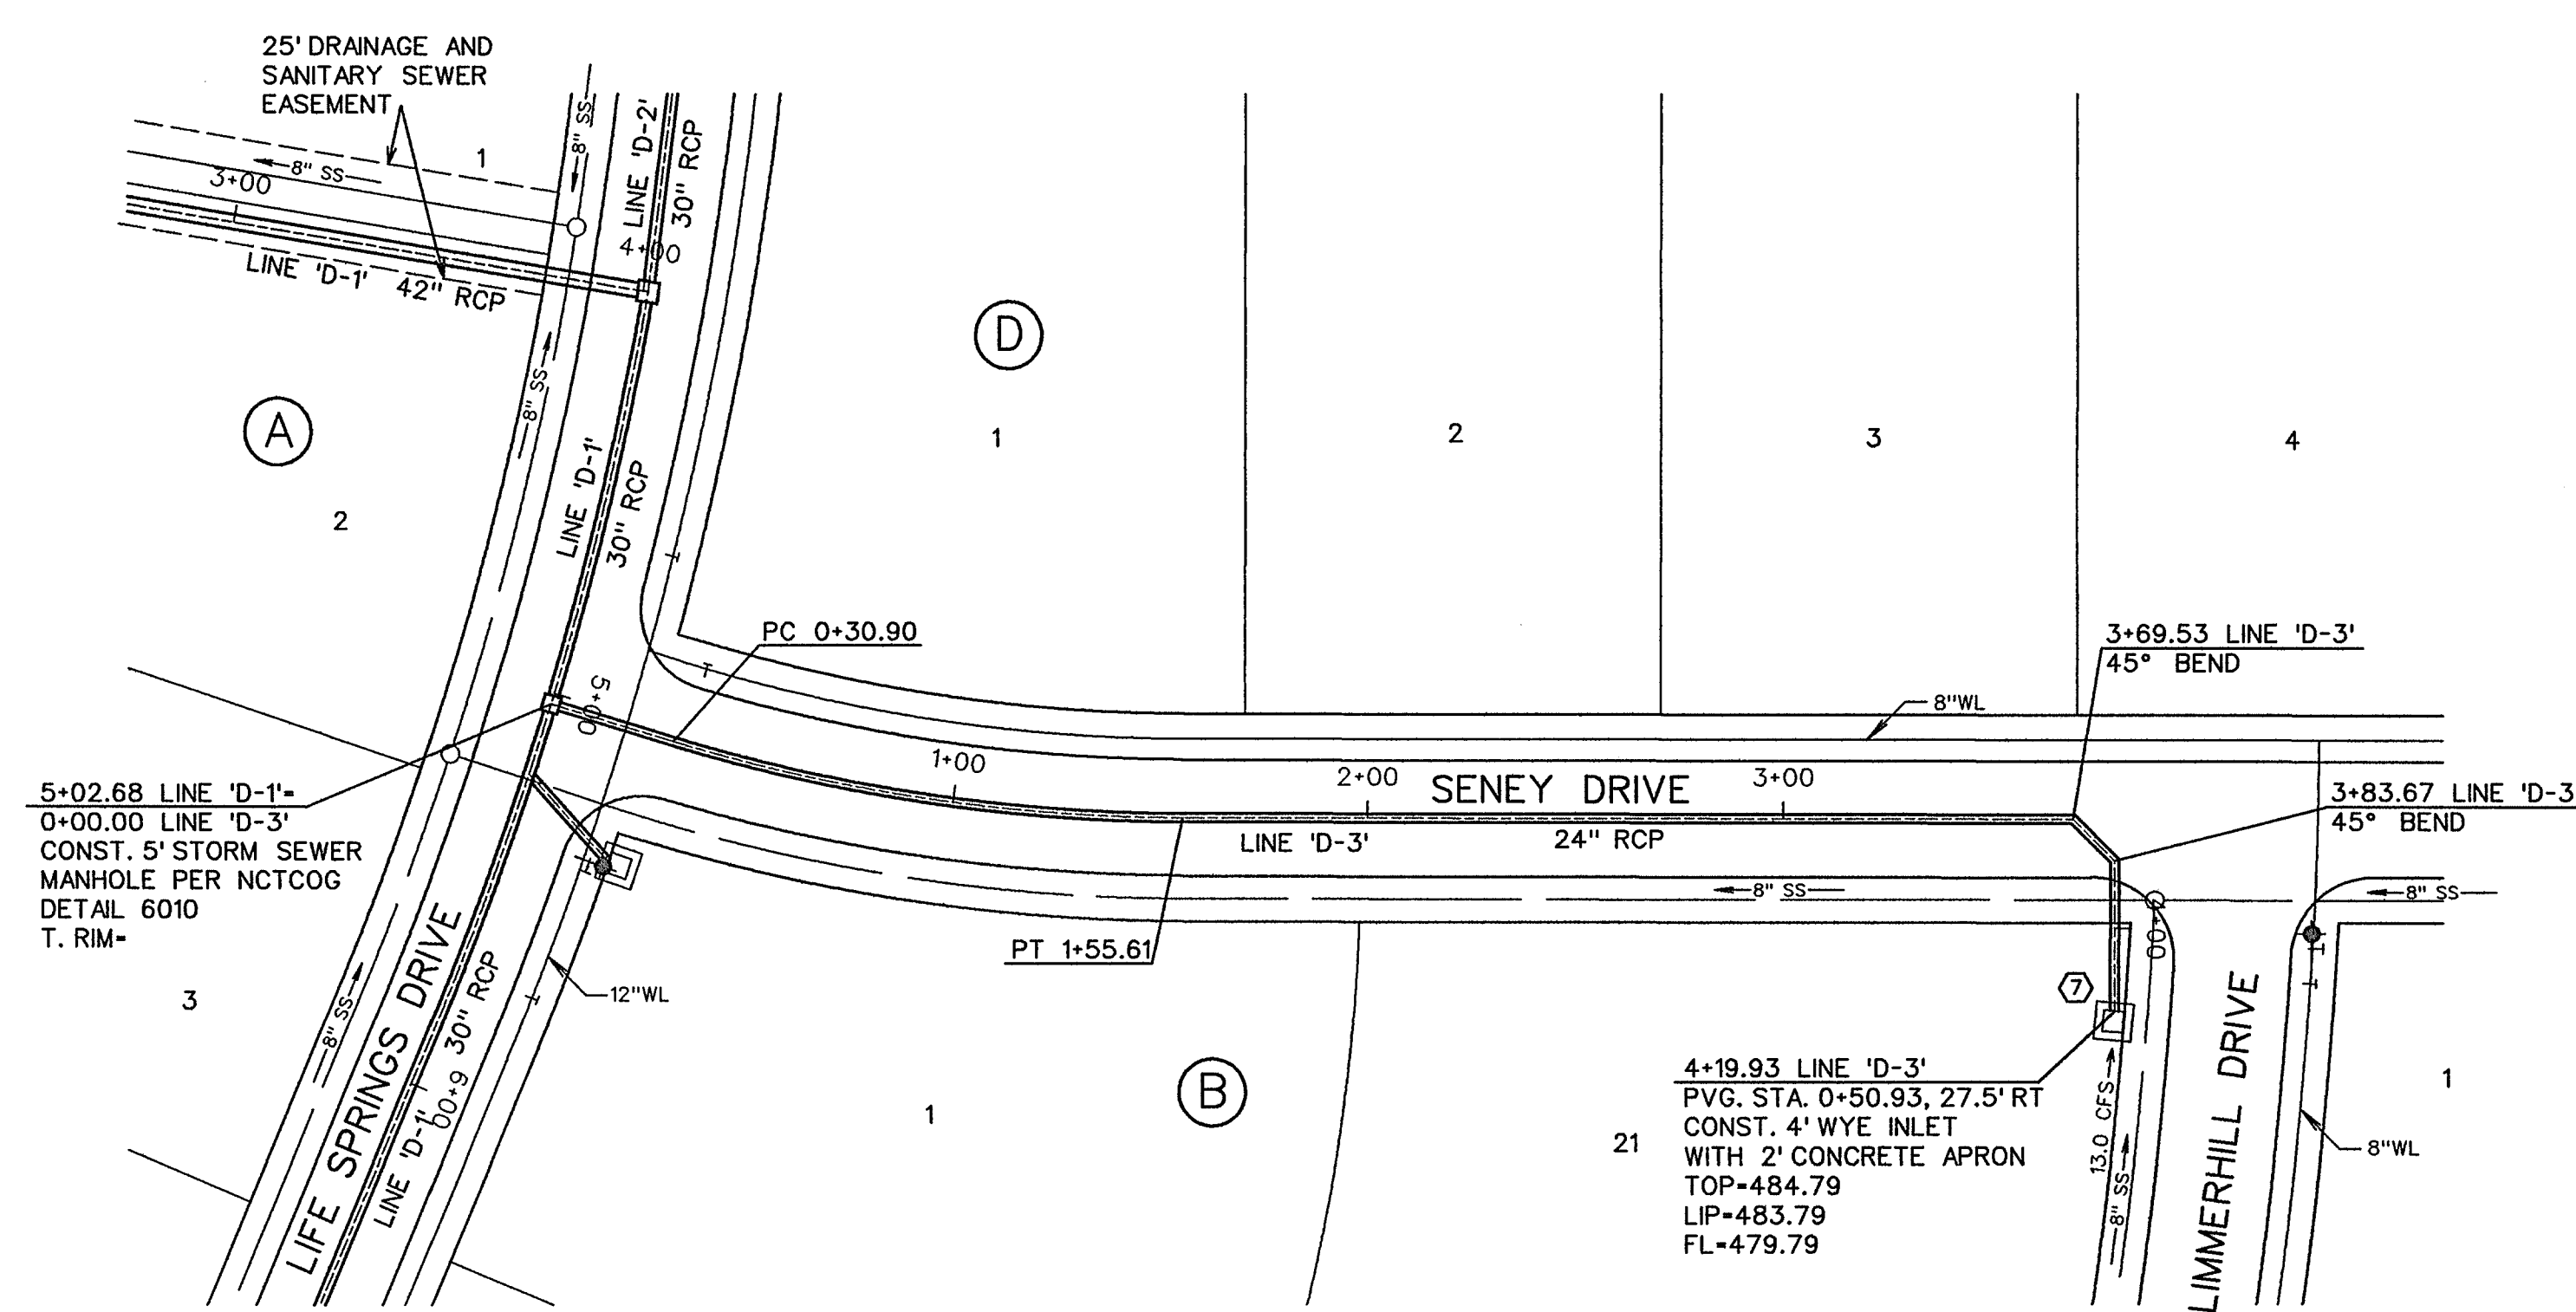 25' DRAINAGE AND
SANITARY SEWER
EASEMENT
1
8" SS
3+00
8" SS
LINE 'D-2'
30" RCP
4+00
LINE 'D-1' 42" RCP
D
A
8" SS
1
2
3
4
2
LINE 'D-1'
30" RCP
PC 0+30.90
3+69.53 LINE 'D-3'
45° BEND
8"WL
5+00
1+00
2+00
SENEY DRIVE
3+00
5+02.68 LINE 'D-1'=
0+00.00 LINE 'D-3'
CONST. 5' STORM SEWER
MANHOLE PER NCTCOG
DETAIL 6010
T. RIM=
3+83.67 LINE 'D-3
45° BEND
LINE 'D-3'
24" RCP
8" SS
8" SS
PT 1+55.61
+00
3
12"WL
7
8" SS
LIFE SPRINGS DRIVE
30" RCP
LINE 'D-1'
6+00
1
B
21
4+19.93 LINE 'D-3'
PVG. STA. 0+50.93, 27.5' RT
CONST. 4' WYE INLET
WITH 2' CONCRETE APRON
TOP=484.79
LIP=483.79
FL=479.79
13.0 CFS
8" SS
LIMMERHILL DRIVE
8"WL
1